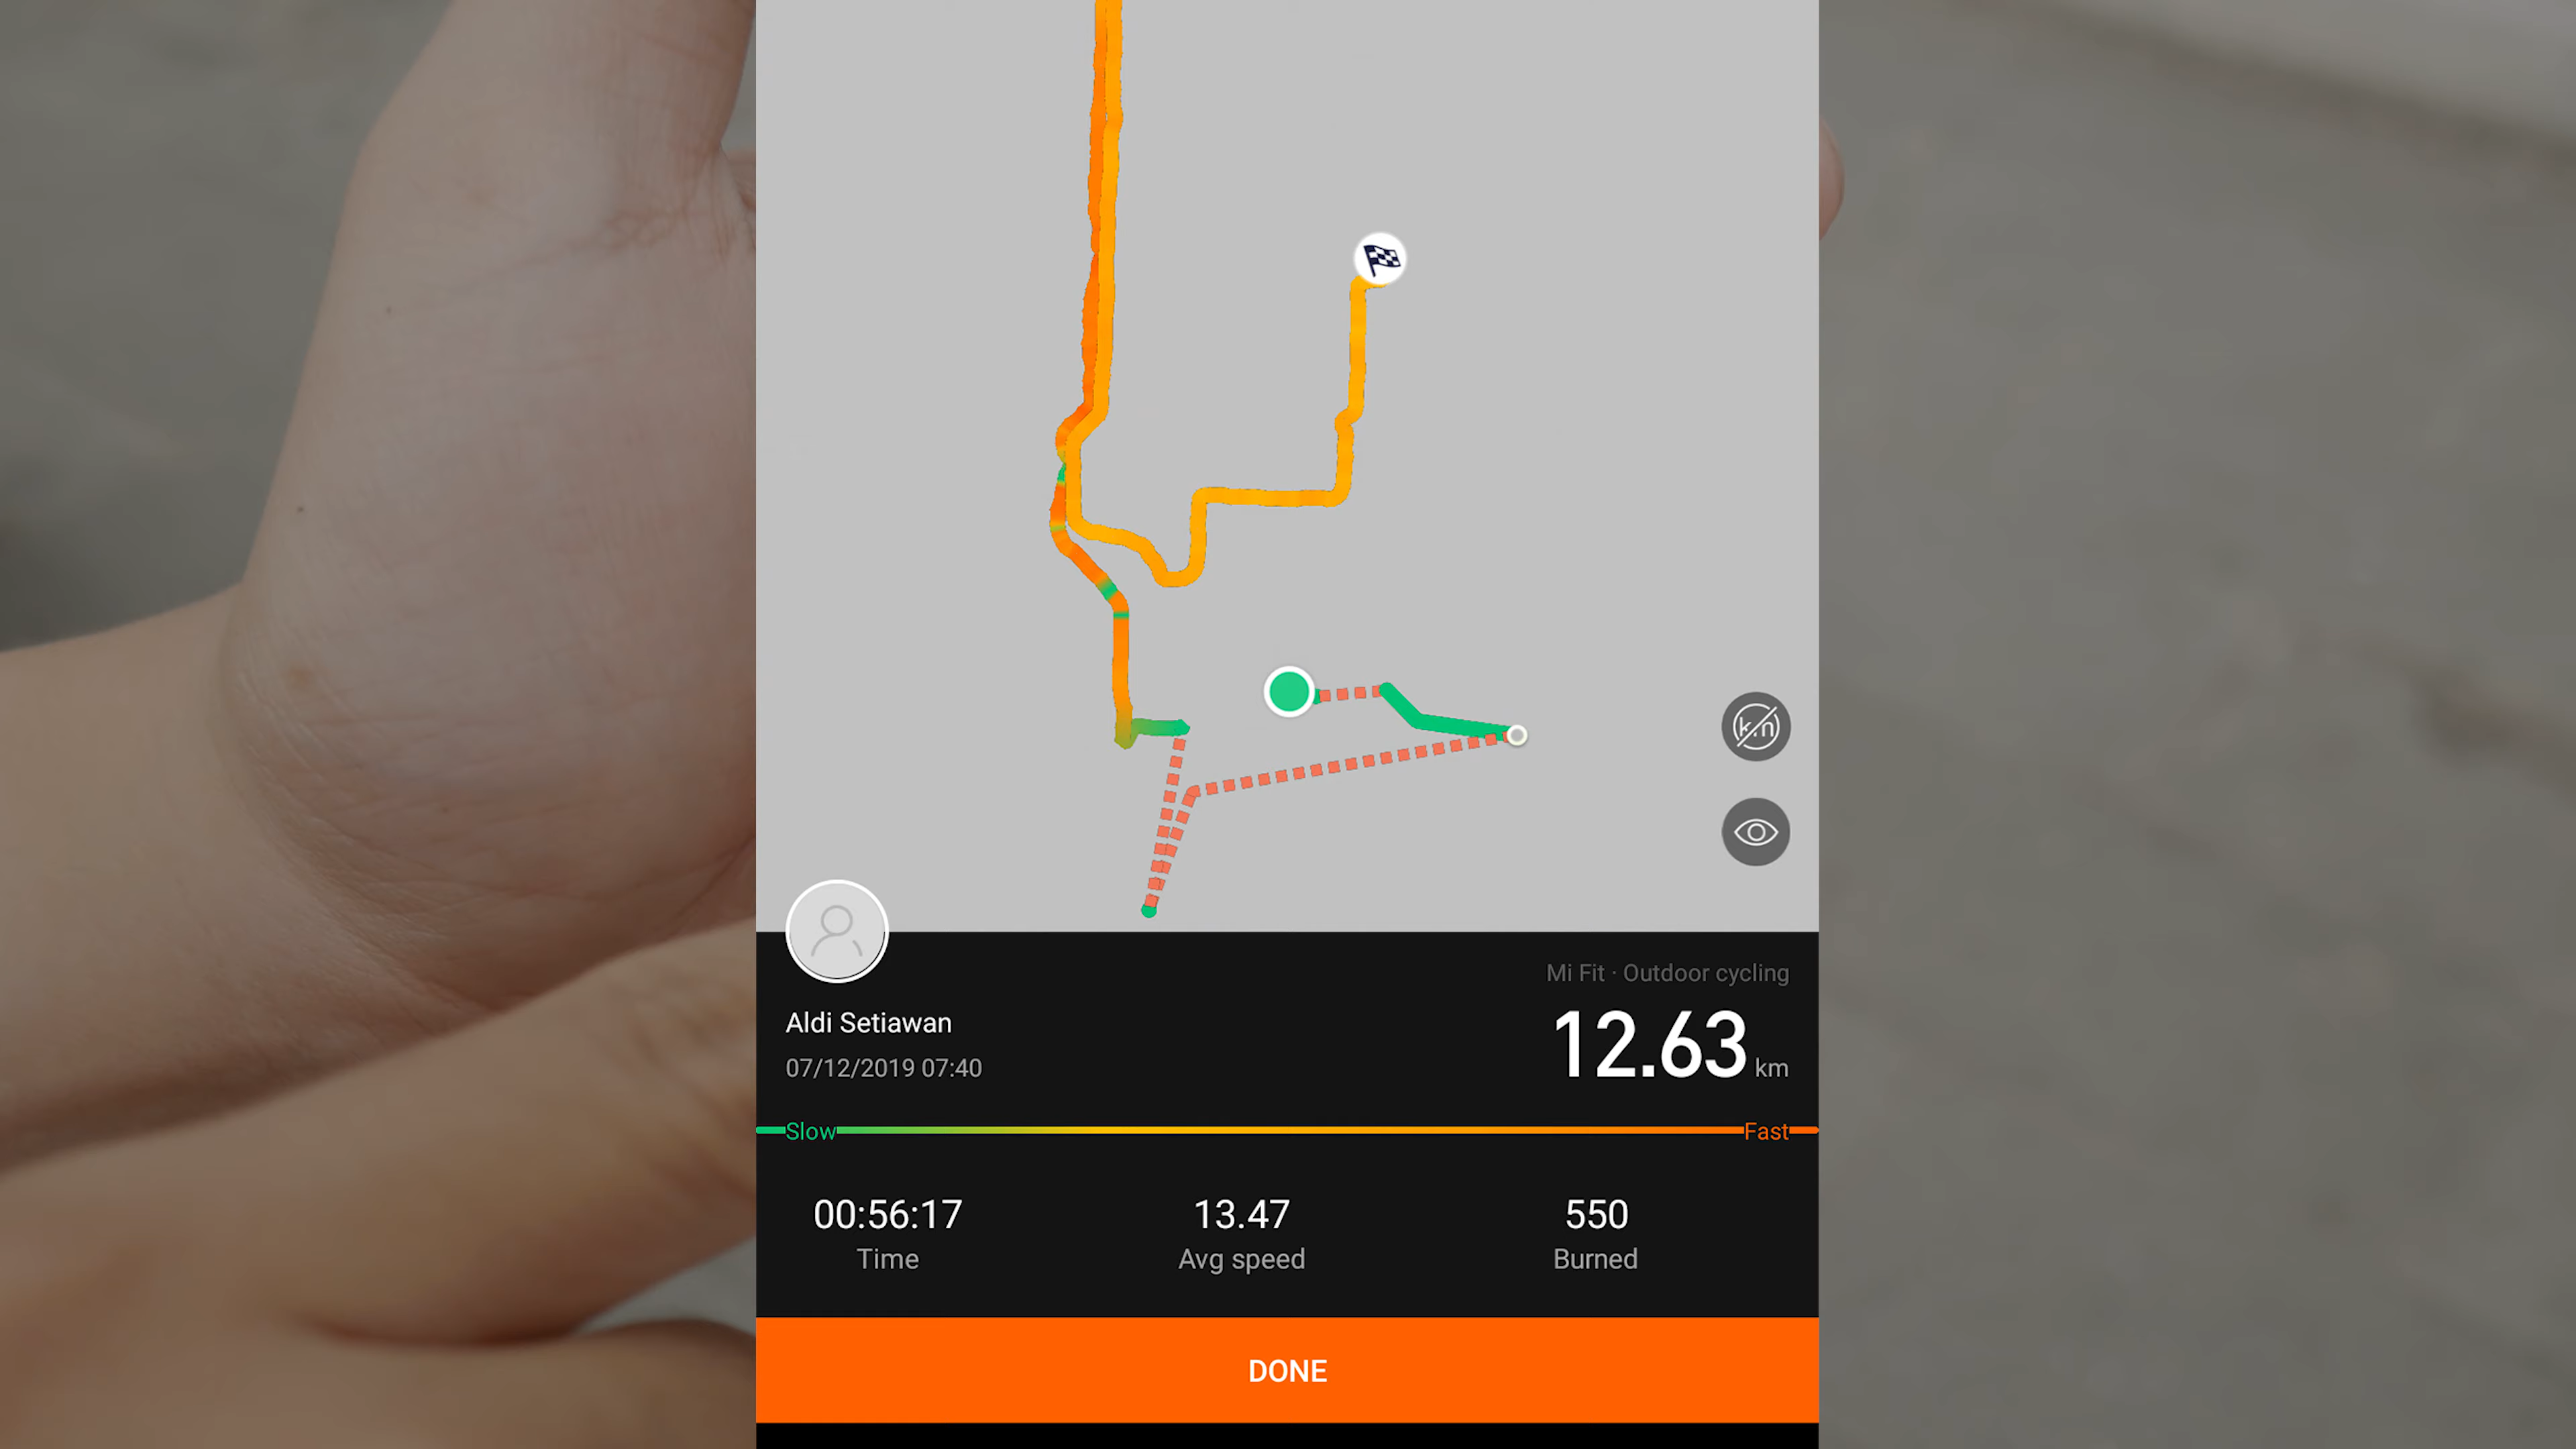 Mi Fit · Outdoor cycling
Aldi Setiawan
12.63 km
07/12/2019 07:40
Slow
Fast
00:56:17
13.47
550
Time
Avg speed
Burned
DONE